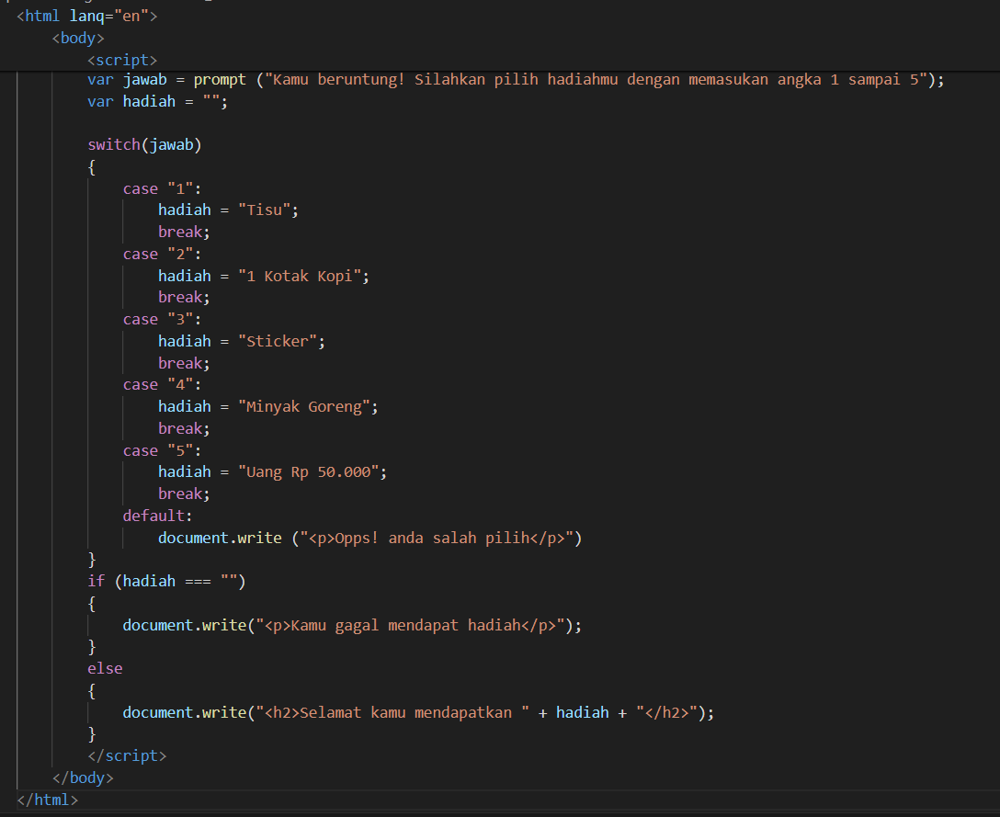 <html lanq="en">
<body>
<script>
var jawab = prompt ("Kamu beruntung! Silahkan pilih hadiahmu dengan memasukan angka 1 sampai 5");
var hadiah = "";
switch(jawab)
{
case "1":
hadiah = "Tisu";
break;
case "2":
hadiah = "1 Kotak Kopi";
break;
case "3":
hadiah = "Sticker";
break;
case "4":
hadiah = "Minyak Goreng";
break;
case "5":
hadiah = "Uang Rp 50.000";
break;
default:
document.write ("<p>Opps! anda salah pilih</p>")
}
if (hadiah === "")
{
document.write("<p>Kamu gagal mendapat hadiah</p>");
}
else
{
document.write("<h2>Selamat kamu mendapatkan " + hadiah + "</h2>");
}
</script>
</body>
</html>